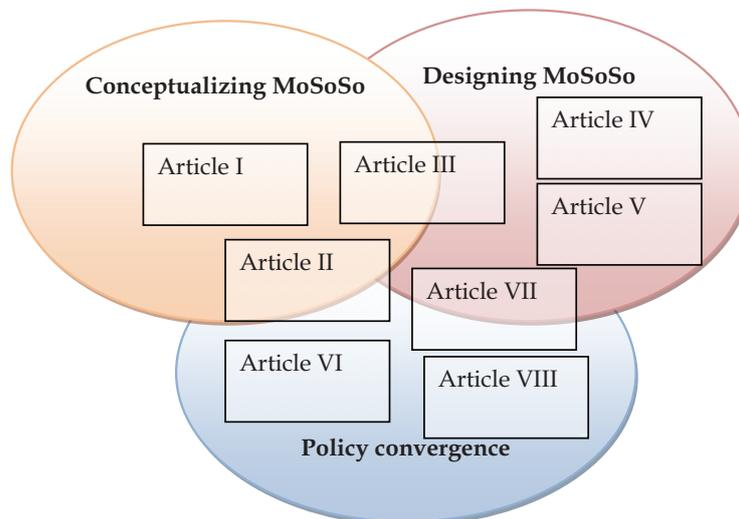 Conceptualizing MoSoSo
Designing MoSoSo
Article IV
Article I
Article III
Article V
Article II
Article VII
Article VI
Article VIII
Policy convergence